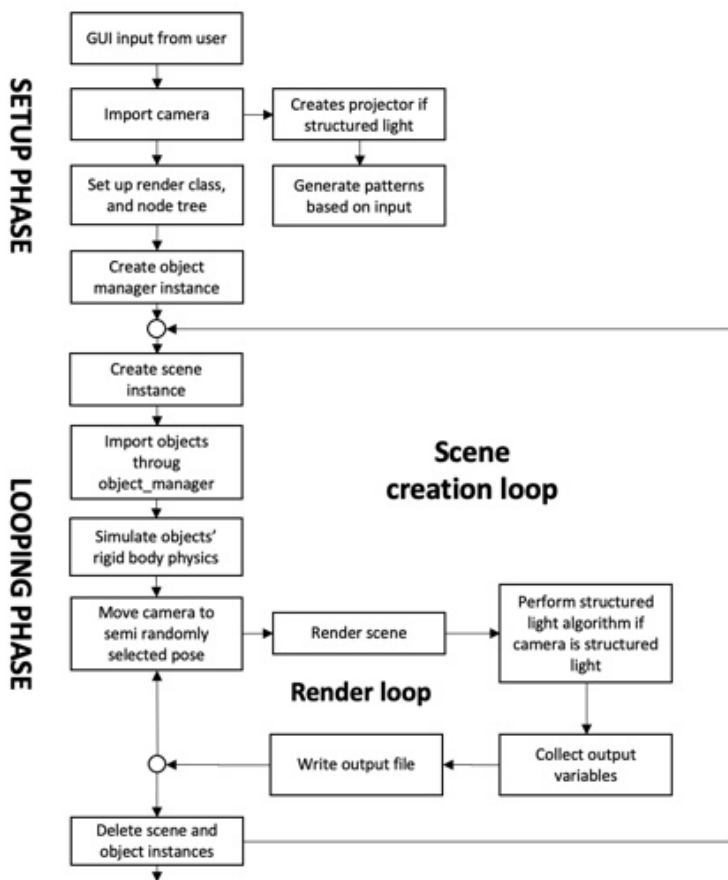 SETUP PHASE
GUI input from user
Import camera
Creates projector if
structured light
Set up render class,
and node tree
Generate patterns
based on input
Create object
manager instance
LOOPING PHASE
Create scene
instance
Import objects
throug
object_manager
Scene
creation loop
Simulate objects'
rigid body physics
Move camera to
semi randomly
selected pose
Render scene
Perform structured
light algorithm if
camera is structured
light
Render loop
Write output file
Collect output
variables
Delete scene and
object instances